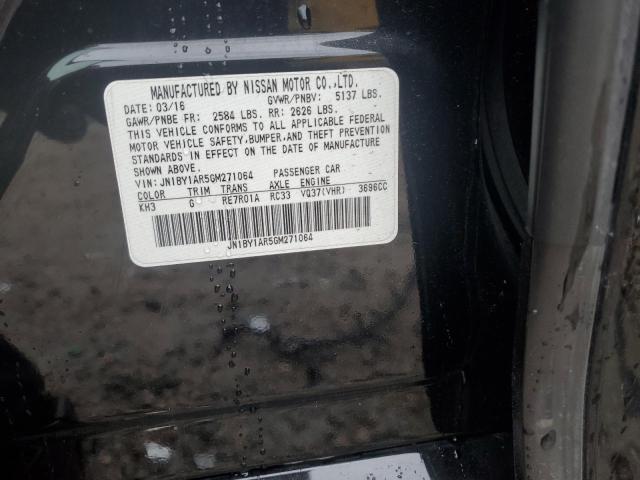 MANUFACTURED BY NISSAN MOTOR CO.,LTD.
DATE: 03/16 GVWR/PNBV: 5137 LBS.
GAWR/PNBE FR: 2584 LBS. RR: 2626 LBS.
THIS VEHICLE CONFORMS TO ALL APPLICABLE FEDERAL
MOTOR VEHICLE SAFETY,BUMPER,AND THEFT PREVENTION
STANDARDS IN EFFECT ON THE DATE OF MANUFACTURE
SHOWN ABOVE.
VIN: JN1BY1AR5GM271064 PASSENGER CAR
COLOR TRIM TRANS AXLE ENGINE
KH3 G RE7R01A RC33 VQ37(VHR) 3696CC
JN1BY1AR5GM271064